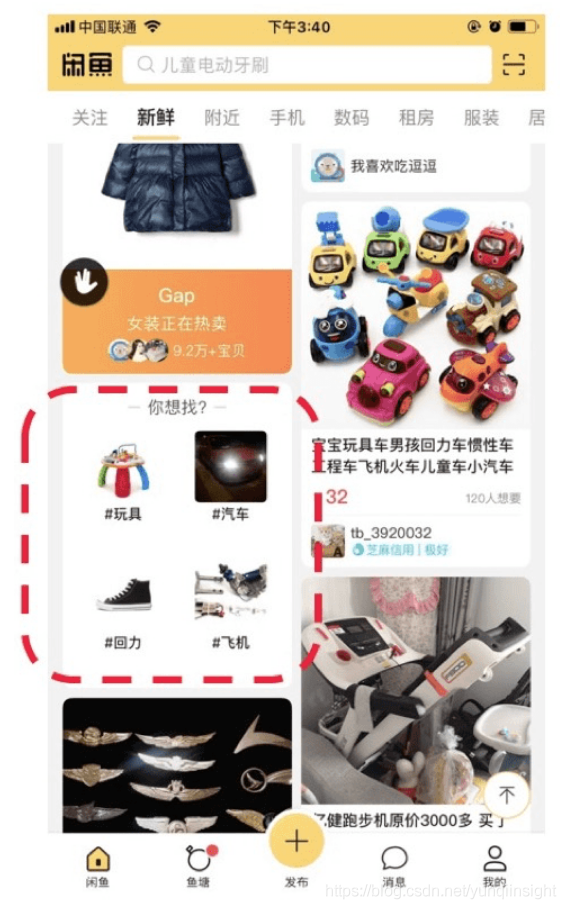 中国联通
下午3:40
闲鱼
儿童电动牙刷
关注 新鲜 附近 手机 数码 租房 服装 居
Gap
女装正在热卖
9.2万+宝贝
你想找?
#玩具
#汽车
#回力
#飞机
我喜欢吃逗逗
宝宝玩具车男孩回力车惯性车
工程车飞机火车儿童车小汽车
32
120人想要
tb_3920032
芝麻信用 | 极好
亿健跑步机原价3000多 买了
闲鱼
鱼塘
发布
消息
我的
https://blog.csdn.net/yunqiinsight